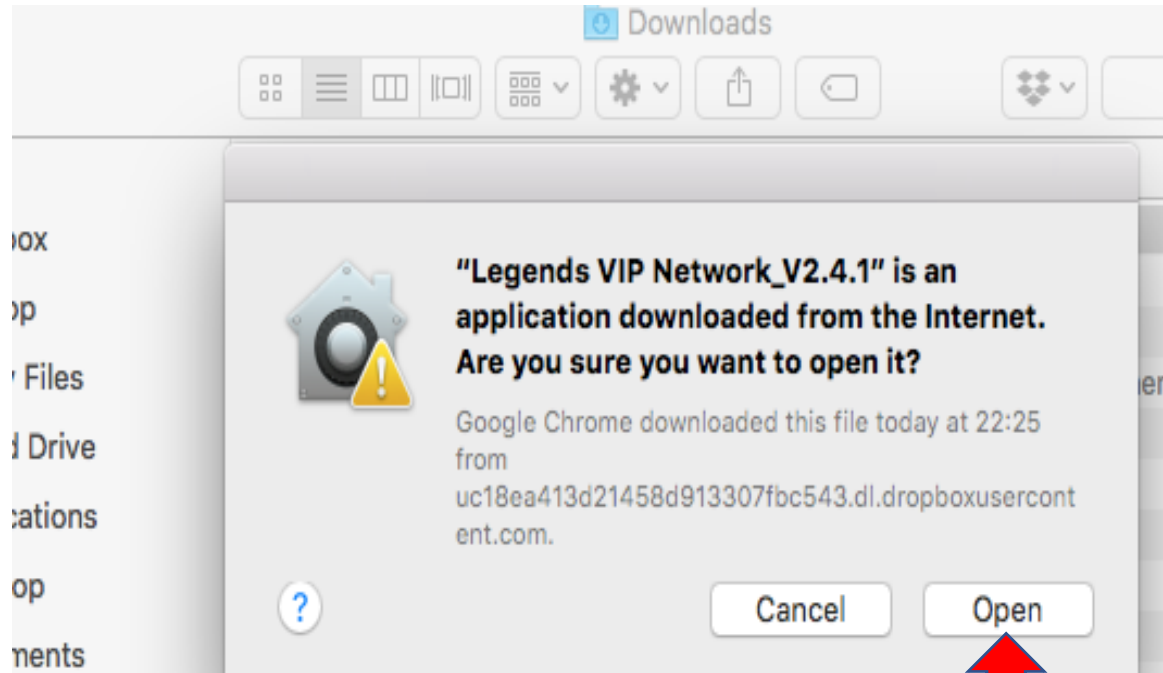 Downloads
“Legends VIP Network_V2.4.1” is an
application downloaded from the Internet.
Are you sure you want to open it?
Google Chrome downloaded this file today at 22:25
from
uc18ea413d21458d913307fbc543.dl.dropboxusercont
ent.com.
?
Cancel
Open
ox
op
Files
Drive
cations
op
ments
er